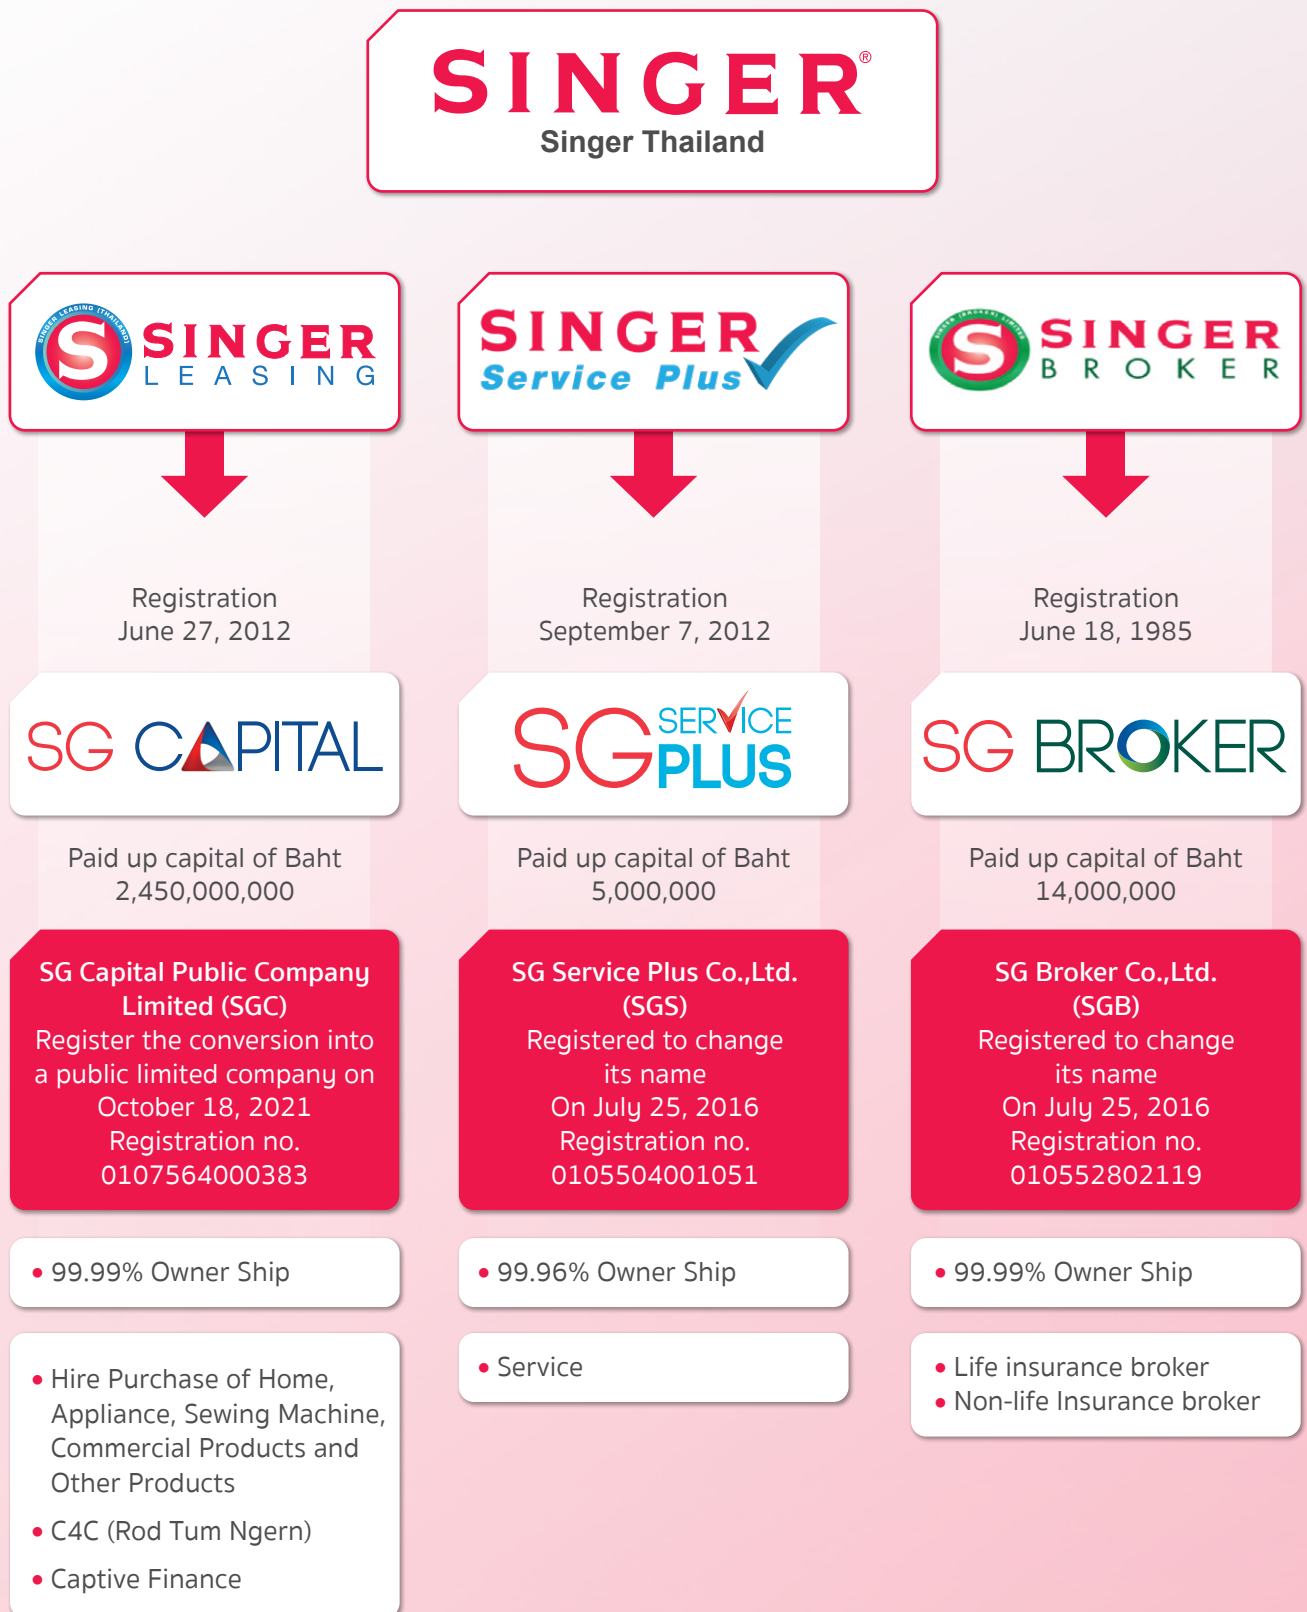 SINGER®
Singer Thailand
SINGER LEASING (THAILAND)
S
SINGER
LEASING
Registration
June 27, 2012
SG CAPITAL
Paid up capital of Baht
2,450,000,000
SG Capital Public Company
Limited (SGC)
Register the conversion into
a public limited company on
October 18, 2021
Registration no.
0107564000383
• 99.99% Owner Ship
• Hire Purchase of Home,
Appliance, Sewing Machine,
Commercial Products and
Other Products
• C4C (Rod Tum Ngern)
• Captive Finance
SINGER
Service Plus
Registration
September 7, 2012
SG SERVICE
PLUS
Paid up capital of Baht
5,000,000
SG Service Plus Co.,Ltd.
(SGS)
Registered to change
its name
On July 25, 2016
Registration no.
0105504001051
• 99.96% Owner Ship
• Service
SINGER (BROKER) LIMITED
S
SINGER
BROKER
Registration
June 18, 1985
SG BROKER
Paid up capital of Baht
14,000,000
SG Broker Co.,Ltd.
(SGB)
Registered to change
its name
On July 25, 2016
Registration no.
010552802119
• 99.99% Owner Ship
• Life insurance broker
• Non-life Insurance broker